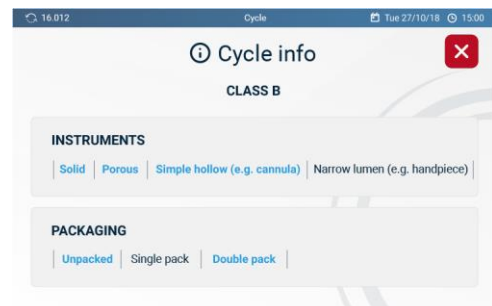 16.012 Cycle Tue 27/10/18 15:00
Cycle info
CLASS B
INSTRUMENTS
Solid Porous Simple hollow (e.g. cannula) Narrow lumen (e.g. handpiece)
PACKAGING
Unpacked Single pack Double pack